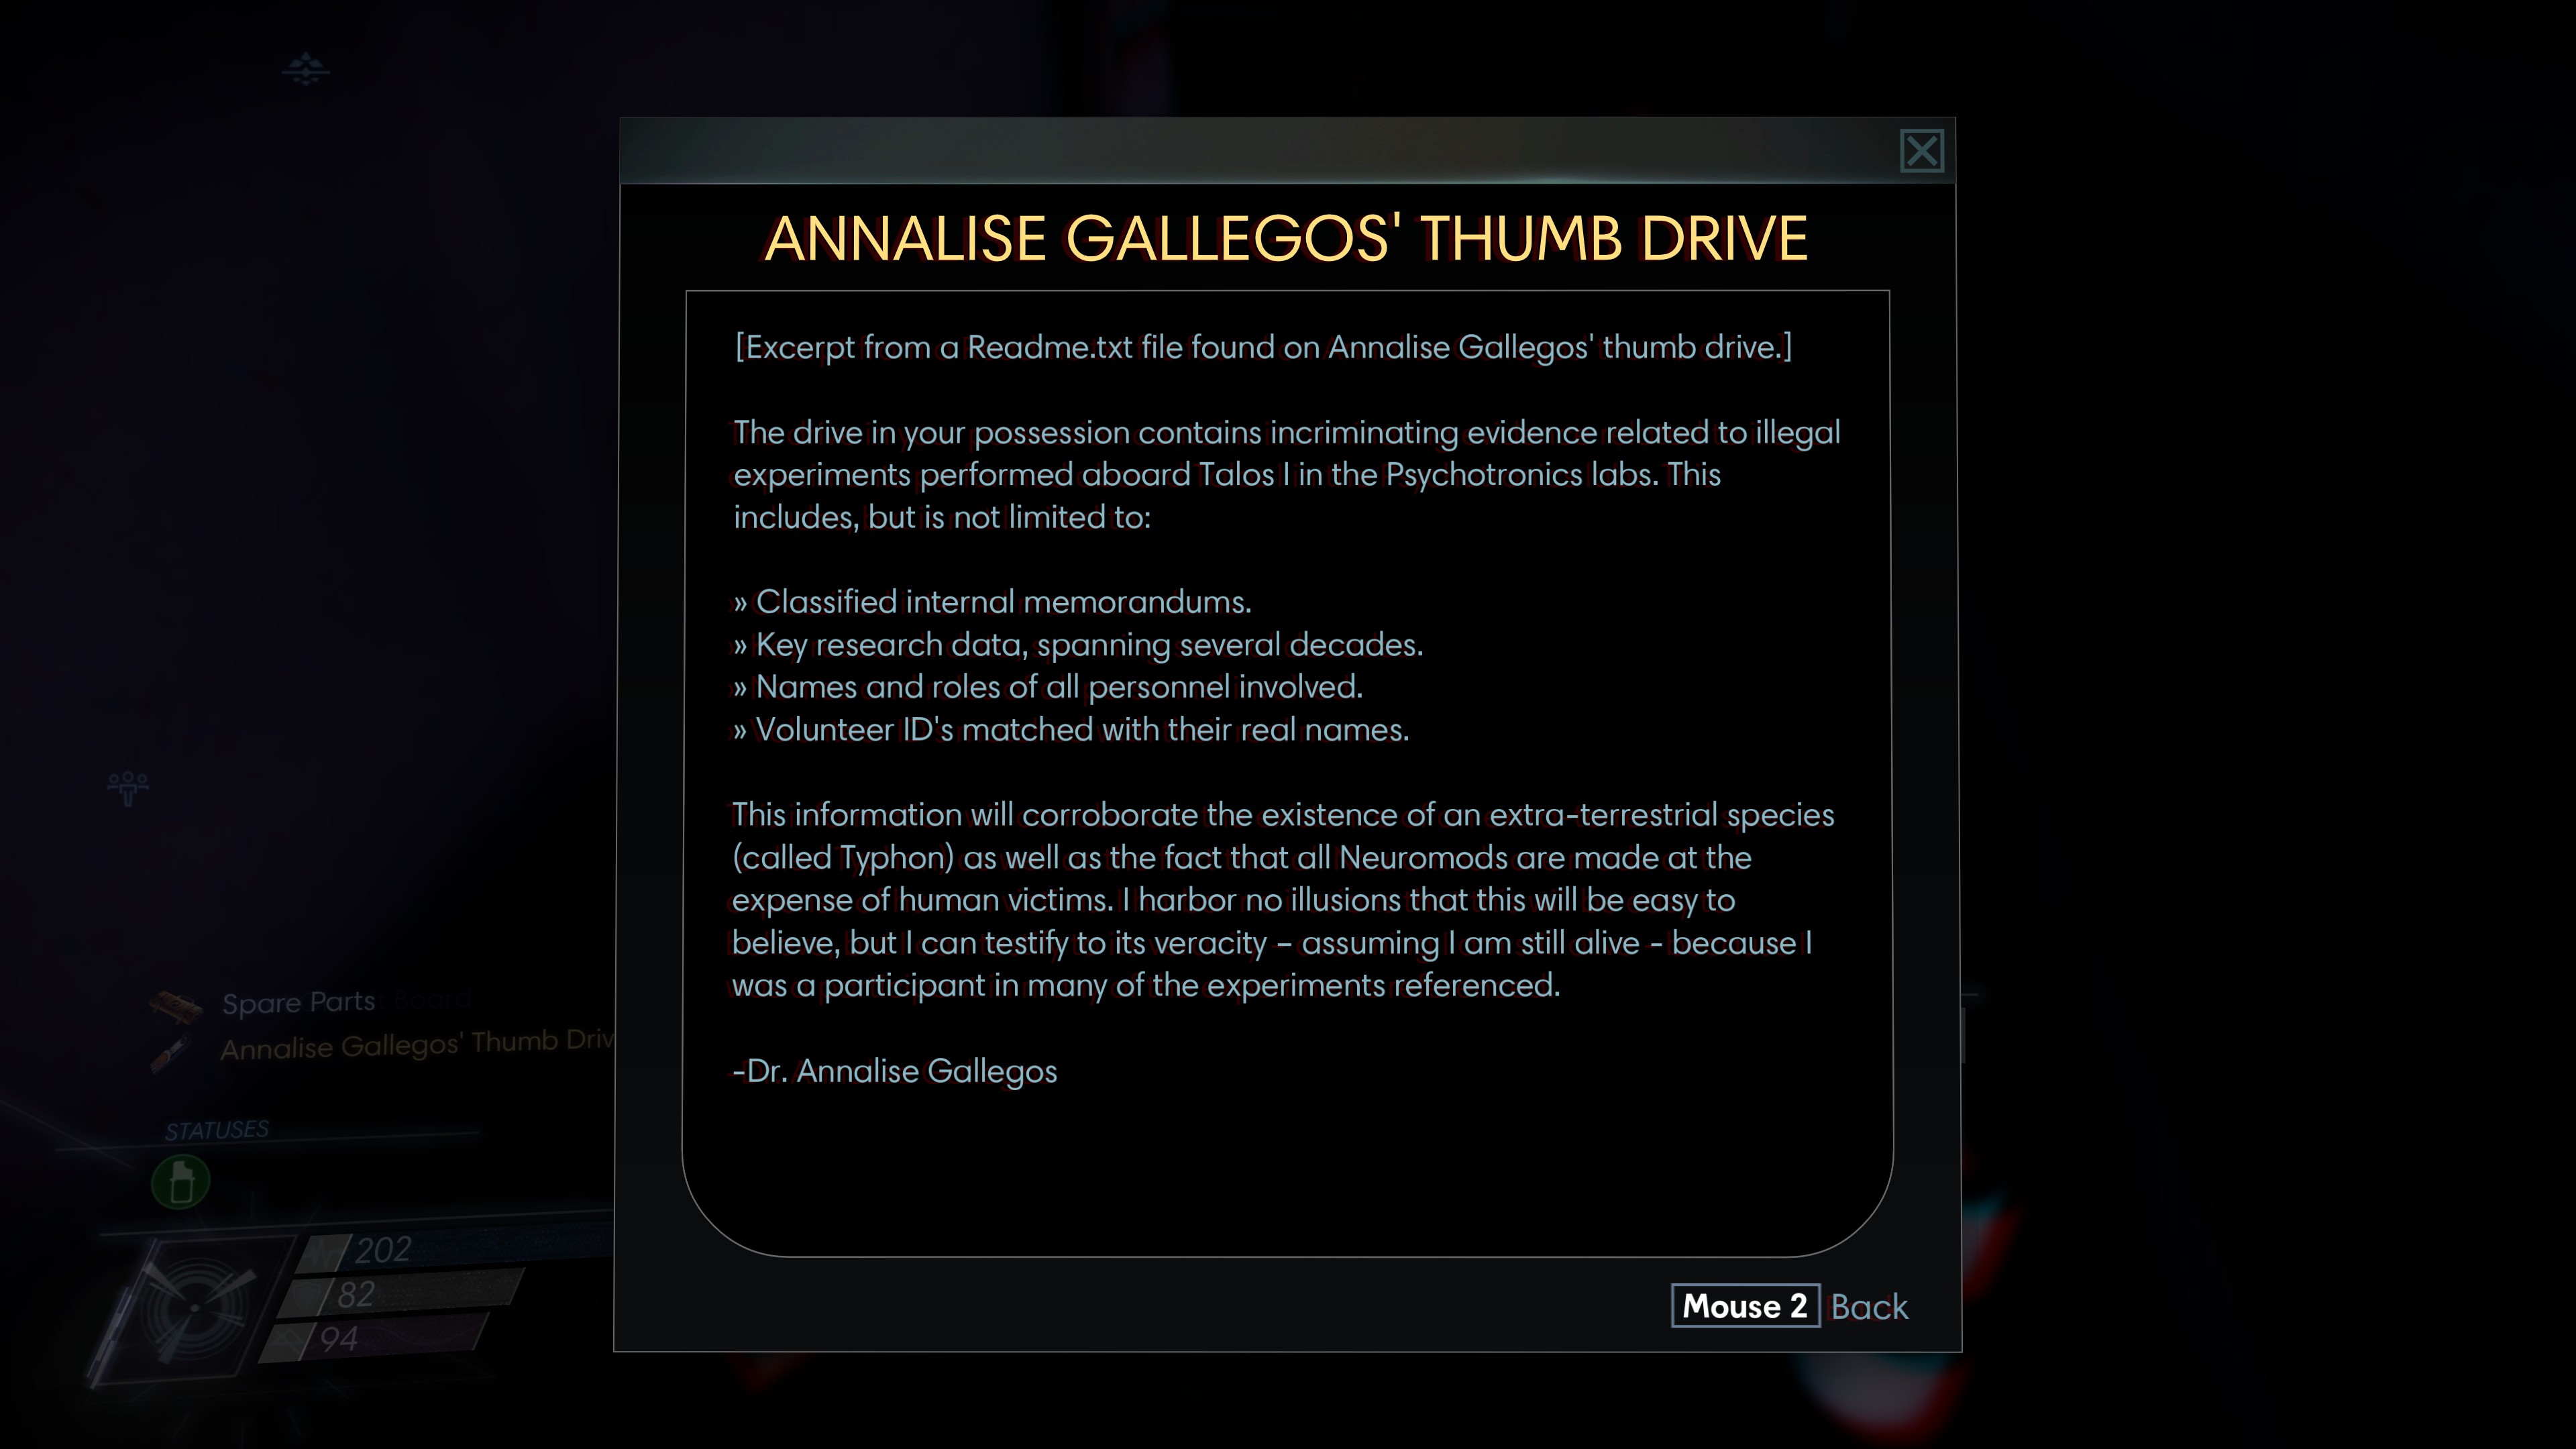 ANNALISE GALLEGOS' THUMB DRIVE
[Excerpt from a Readme.txt file found on Annalise Gallegos' thumb drive.]
The drive in your possession contains incriminating evidence related to illegal
experiments performed aboard Talos I in the Psychotronics labs. This
includes, but is not limited to:
» Classified internal memorandums.
» Key research data, spanning several decades.
» Names and roles of all personnel involved.
» Volunteer ID's matched with their real names.
This information will corroborate the existence of an extra-terrestrial species
(called Typhon) as well as the fact that all Neuromods are made at the
expense of human victims. I harbor no illusions that this will be easy to
believe, but I can testify to its veracity – assuming I am still alive - because I
was a participant in many of the experiments referenced.
-Dr. Annalise Gallegos
Mouse 2 Back
Spare Parts Board
Annalise Gallegos' Thumb Driv
STATUSES
202
82
94